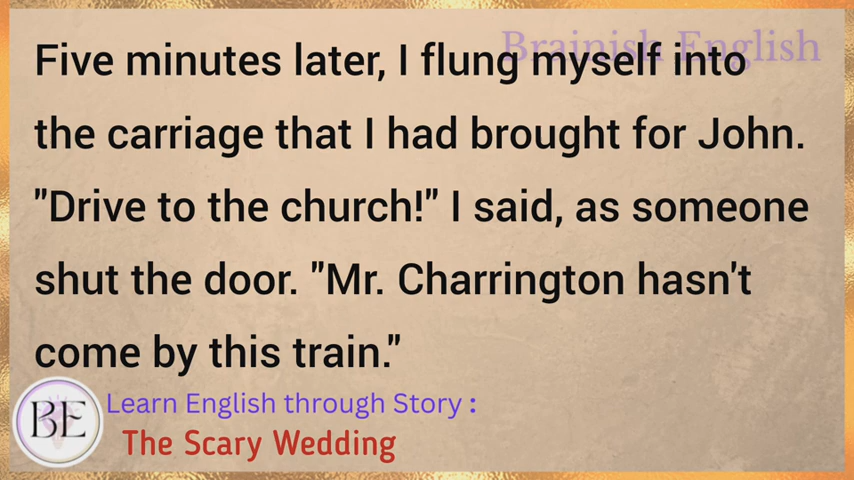 Brainish English
Five minutes later, I flung myself into
the carriage that I had brought for John.
"Drive to the church!" I said, as someone
shut the door. "Mr. Charrington hasn't
come by this train."
BE
Learn English through Story :
The Scary Wedding